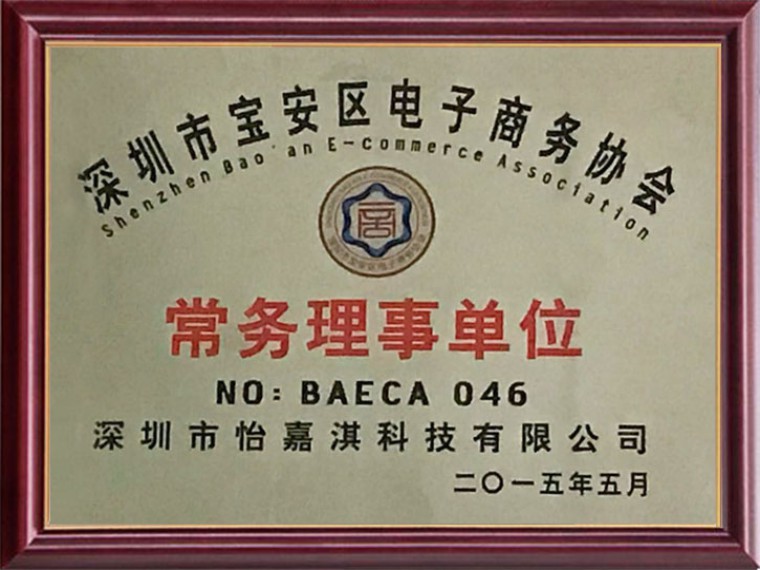 深圳市宝安区电子商务协会
Shenzhen Bao'an E-commerce Association
常务理事单位
NO: BAECA 046
深圳市怡嘉淇科技有限公司
二〇一五年五月